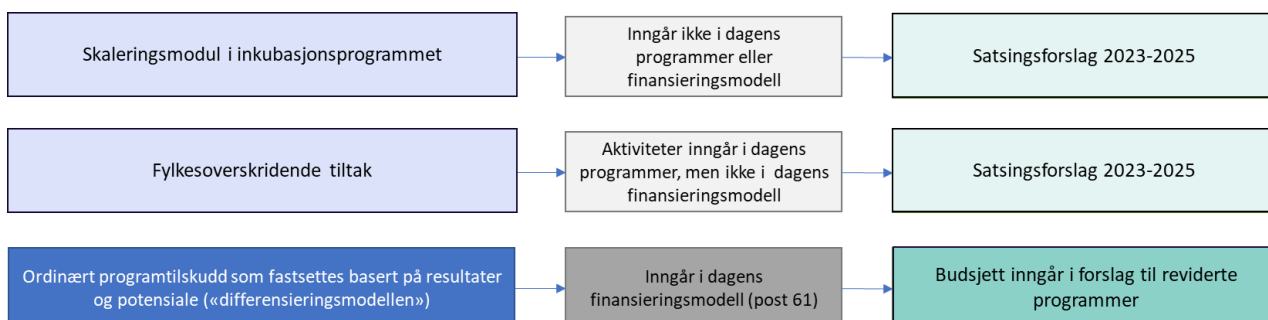 Skaleringsmodul i inkubasjonsprogrammet
Inngår ikke i dagens
programmer eller
finansieringsmodell
Satsingsforslag 2023-2025
Fylkesoverskridende tiltak
Aktiviteter inngår i dagens
programmer, men ikke i dagens
finansieringsmodell
Satsingsforslag 2023-2025
Ordinært programtilskudd som fastsettes basert på resultater
og potensiale («differensieringsmodellen»)
Inngår i dagens
finansieringsmodell (post 61)
Budsjett inngår i forslag til reviderte
programmer